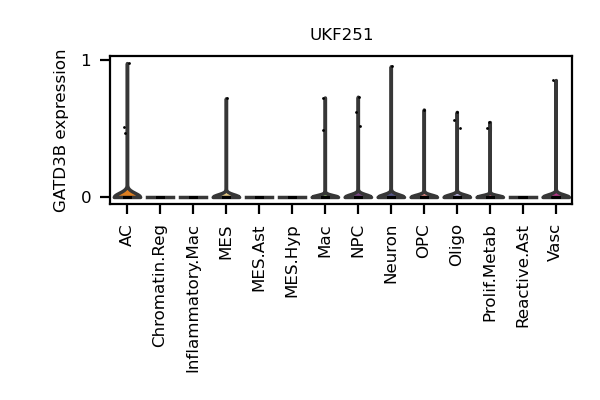 UKF251
GATD3B expression
1
0
AC
Chromatin.Reg
Inflammatory.Mac
MES
MES.Ast
MES.Hyp
Mac
NPC
Neuron
OPC
Oligo
Prolif.Metab
Reactive.Ast
Vasc